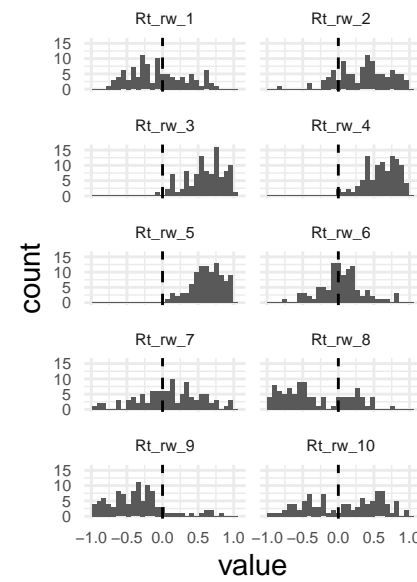 Rt_rw_1 Rt_rw_2
15
10
5
0
Rt_rw_3 Rt_rw_4
15
10
5
0
Rt_rw_5 Rt_rw_6
15
10
5
0
Rt_rw_7 Rt_rw_8
15
10
5
0
Rt_rw_9 Rt_rw_10
15
10
5
0
−1.0 −0.5 0.0 0.5 1.0 −1.0 −0.5 0.0 0.5 1.0
count
value